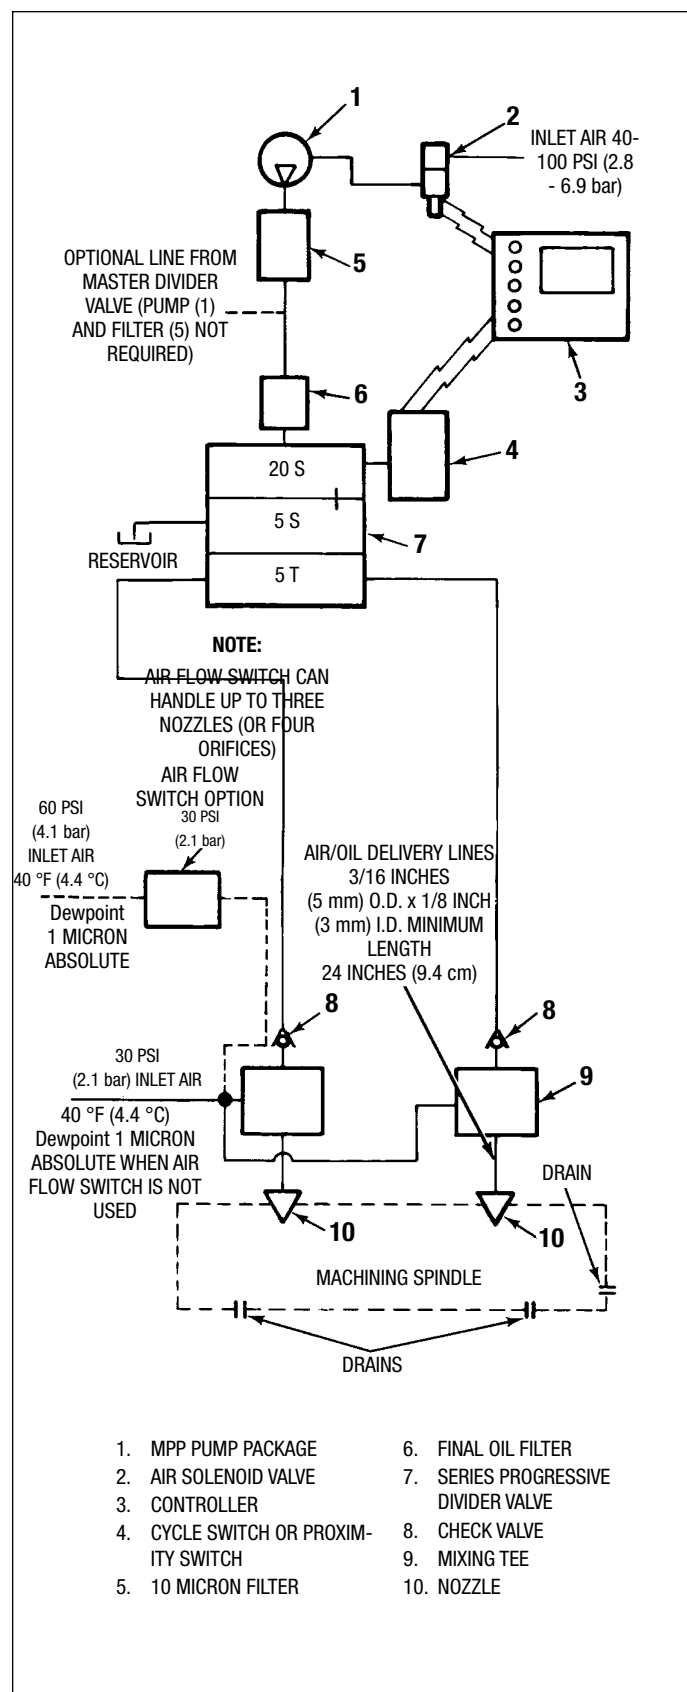 1
2
INLET AIR 40-
100 PSI (2.8
- 6.9 bar)
OPTIONAL LINE FROM
MASTER DIVIDER
VALVE (PUMP (1)
AND FILTER (5) NOT
REQUIRED)
5
3
6
4
20 S
5 S
5 T
7
RESERVOIR
NOTE:
AIR FLOW SWITCH CAN
HANDLE UP TO THREE
NOZZLES (OR FOUR
ORIFICES)
AIR FLOW
SWITCH OPTION
30 PSI
(2.1 bar)
60 PSI
(4.1 bar)
INLET AIR
40 °F (4.4 °C)
Dewpoint
1 MICRON
ABSOLUTE
AIR/OIL DELIVERY LINES
3/16 INCHES
(5 mm) O.D. x 1/8 INCH
(3 mm) I.D. MINIMUM
LENGTH
24 INCHES (9.4 cm)
8
8
30 PSI
(2.1 bar) INLET AIR
40 °F (4.4 °C)
Dewpoint 1 MICRON
ABSOLUTE WHEN AIR
FLOW SWITCH IS NOT
USED
9
10
10
DRAIN
MACHINING SPINDLE
DRAINS
1. MPP PUMP PACKAGE
2. AIR SOLENOID VALVE
3. CONTROLLER
4. CYCLE SWITCH OR PROXIM-
ITY SWITCH
5. 10 MICRON FILTER
6. FINAL OIL FILTER
7. SERIES PROGRESSIVE
DIVIDER VALVE
8. CHECK VALVE
9. MIXING TEE
10. NOZZLE